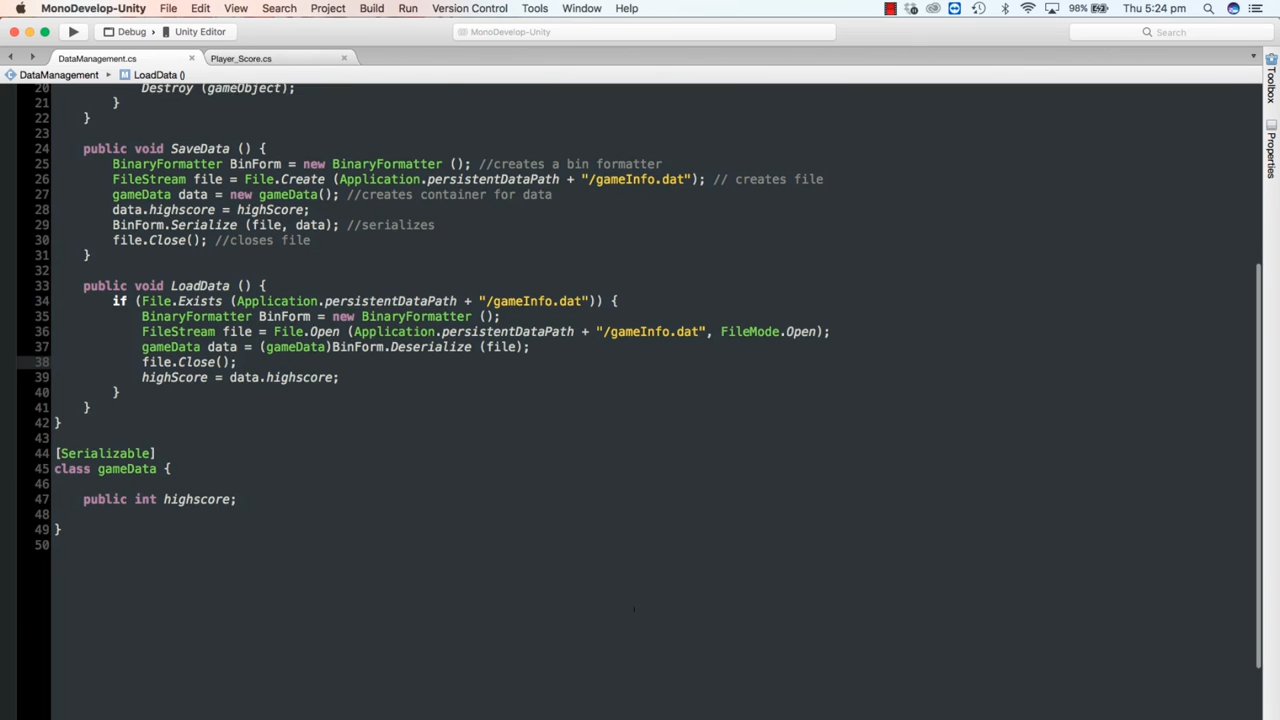 MonoDevelop-Unity File Edit View Search Project Build Run Version Control Tools Window Help 98% Thu 5:24 pm
Debug Unity Editor MonoDevelop-Unity Search
DataManagement.cs Player_Score.cs
DataManagement LoadData ()
Toolbox
Properties
20 Destroy (gameObject);
21 }
22 }
23
24 public void SaveData () {
25 BinaryFormatter BinForm = new BinaryFormatter (); //creates a bin formatter
26 FileStream file = File.Create (Application.persistentDataPath + "/gameInfo.dat"); // creates file
27 gameData data = new gameData(); //creates container for data
28 data.highscore = highScore;
29 BinForm.Serialize (file, data); //serializes
30 file.Close(); //closes file
31 }
32
33 public void LoadData () {
34 if (File.Exists (Application.persistentDataPath + "/gameInfo.dat")) {
35 BinaryFormatter BinForm = new BinaryFormatter ();
36 FileStream file = File.Open (Application.persistentDataPath + "/gameInfo.dat", FileMode.Open);
37 gameData data = (gameData)BinForm.Deserialize (file);
38 file.Close();
39 highScore = data.highscore;
40 }
41 }
42 }
43
44 [Serializable]
45 class gameData {
46
47 public int highscore;
48
49 }
50